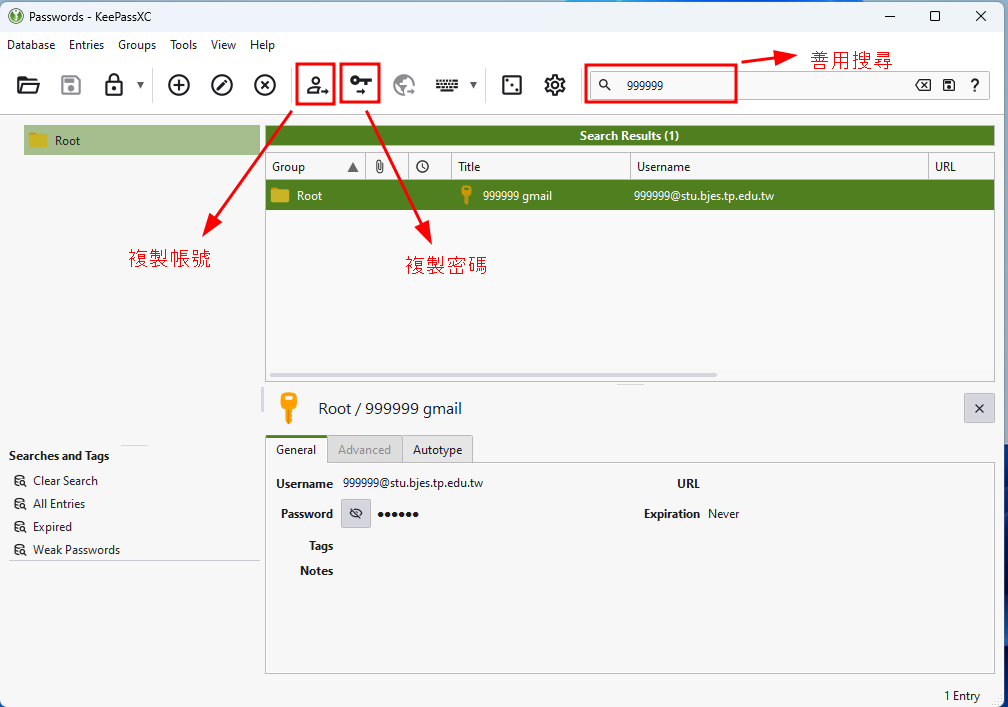 Passwords - KeePassXC
Database Entries Groups Tools View Help
善用搜尋
999999
?
Root
Search Results (1)
Group Title Username URL
Root 999999 gmail 999999@stu.bjes.tp.edu.tw
複製帳號
複製密碼
Root / 999999 gmail
General Advanced Autotype
Username 999999@stu.bjes.tp.edu.tw URL
Password ●●●●●● Expiration Never
Tags
Notes
Searches and Tags
Clear Search
All Entries
Expired
Weak Passwords
1 Entry